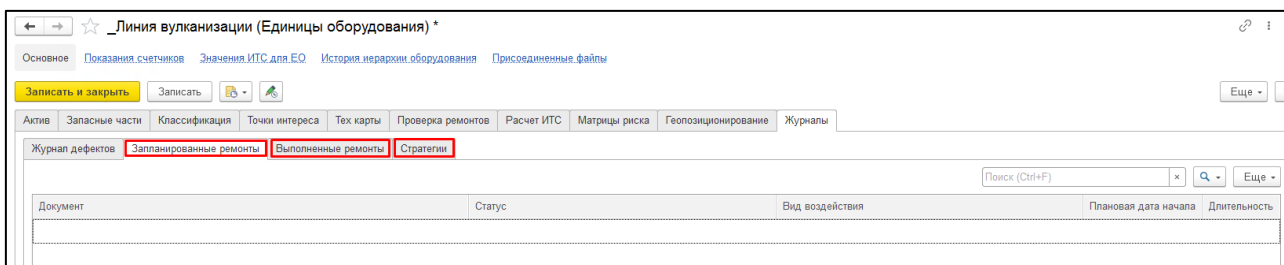 _Линия вулканизации (Единицы оборудования) *
Основное Показания счетчиков Значения ИТС для ЕО История иерархии оборудования Присоединенные файлы
Записать и закрыть Записать Еще
Актив Запасные части Классификация Точки интереса Тех карты Проверка ремонтов Расчет ИТС Матрицы риска Геопозиционирование Журналы
Журнал дефектов Запланированные ремонты Выполненные ремонты Стратегии
Поиск (Ctrl+F) × Еще
Документ Статус Вид воздействия Плановая дата начала Длительность